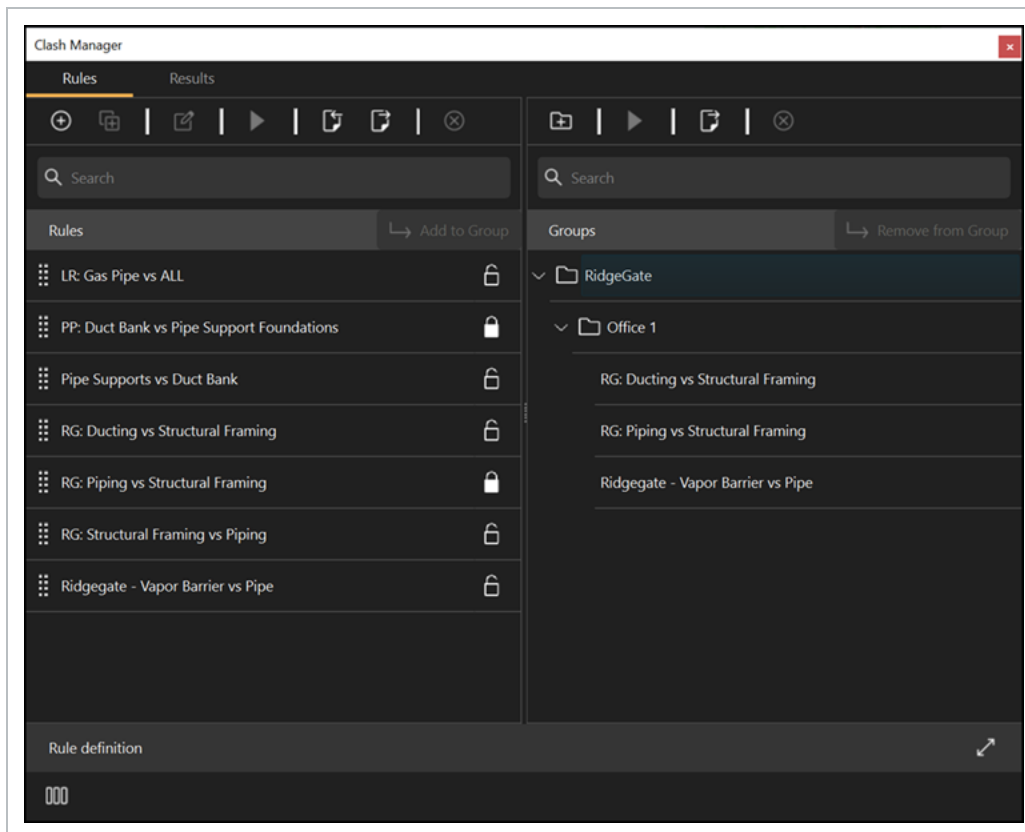 Clash Manager
Rules
Results
Search
Search
Rules
Add to Group
Groups
Remove from Group
LR: Gas Pipe vs ALL
PP: Duct Bank vs Pipe Support Foundations
Pipe Supports vs Duct Bank
RG: Ducting vs Structural Framing
RG: Piping vs Structural Framing
RG: Structural Framing vs Piping
Ridgegate - Vapor Barrier vs Pipe
RidgeGate
Office 1
RG: Ducting vs Structural Framing
RG: Piping vs Structural Framing
Ridgegate - Vapor Barrier vs Pipe
Rule definition